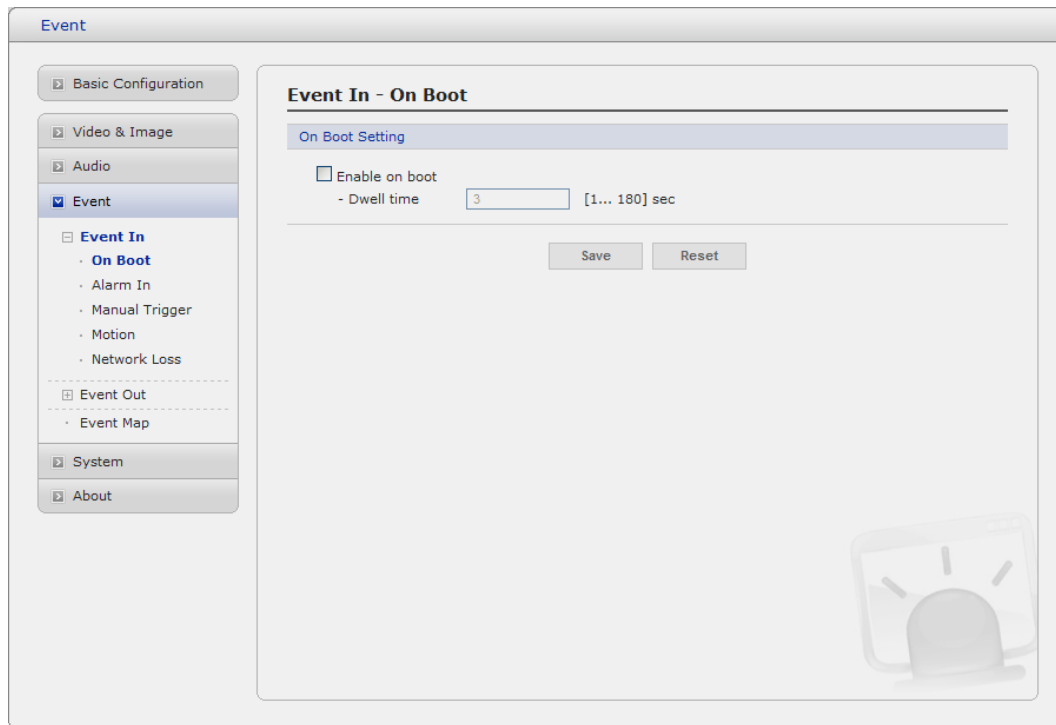 Event
Basic Configuration
Video & Image
Audio
Event
Event In
On Boot
Alarm In
Manual Trigger
Motion
Network Loss
Event Out
Event Map
System
About
Event In - On Boot
On Boot Setting
Enable on boot
- Dwell time 3 [1... 180] sec
Save Reset